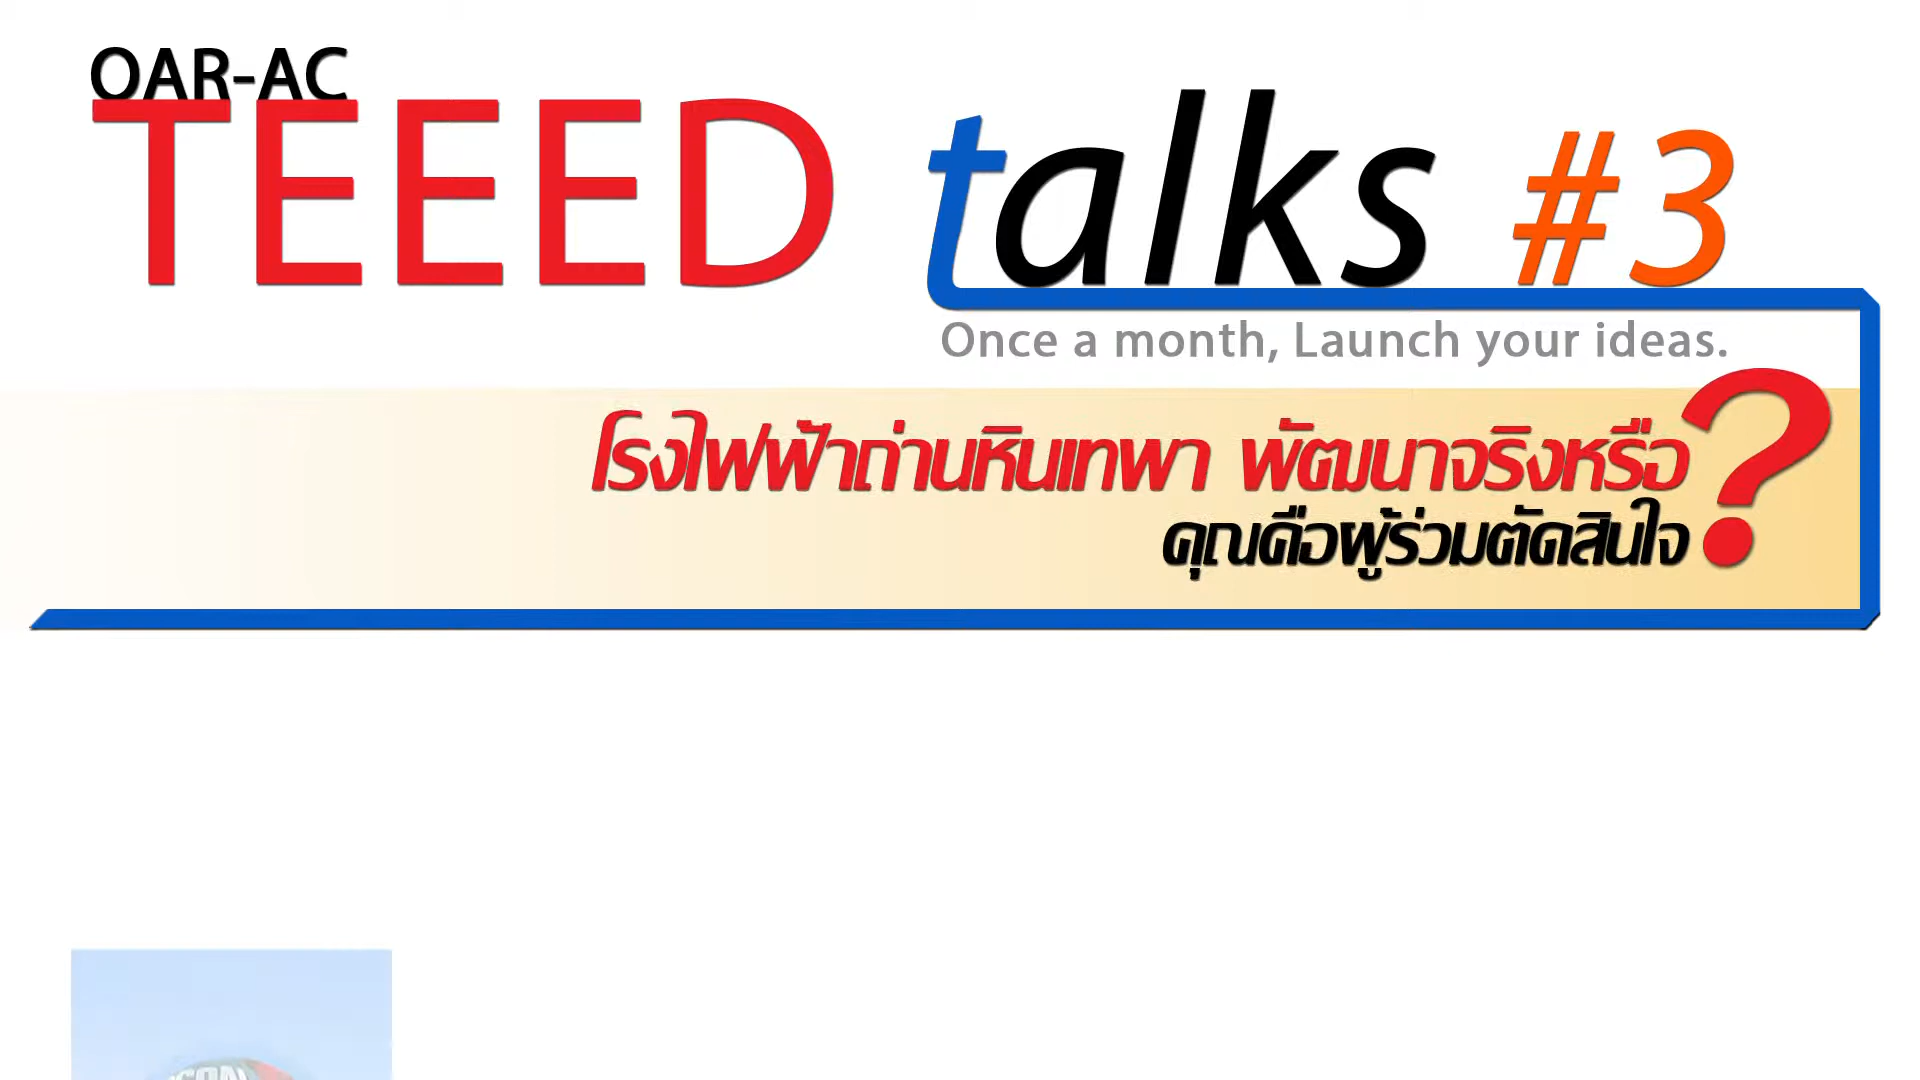 OAR-AC
TEEED talks #3
Once a month, Launch your ideas.
โรงไฟฟ้าถ่านหินเทพา พัฒนาจริงหรือ?
คุณคือผู้ร่วมตัดสินใจ